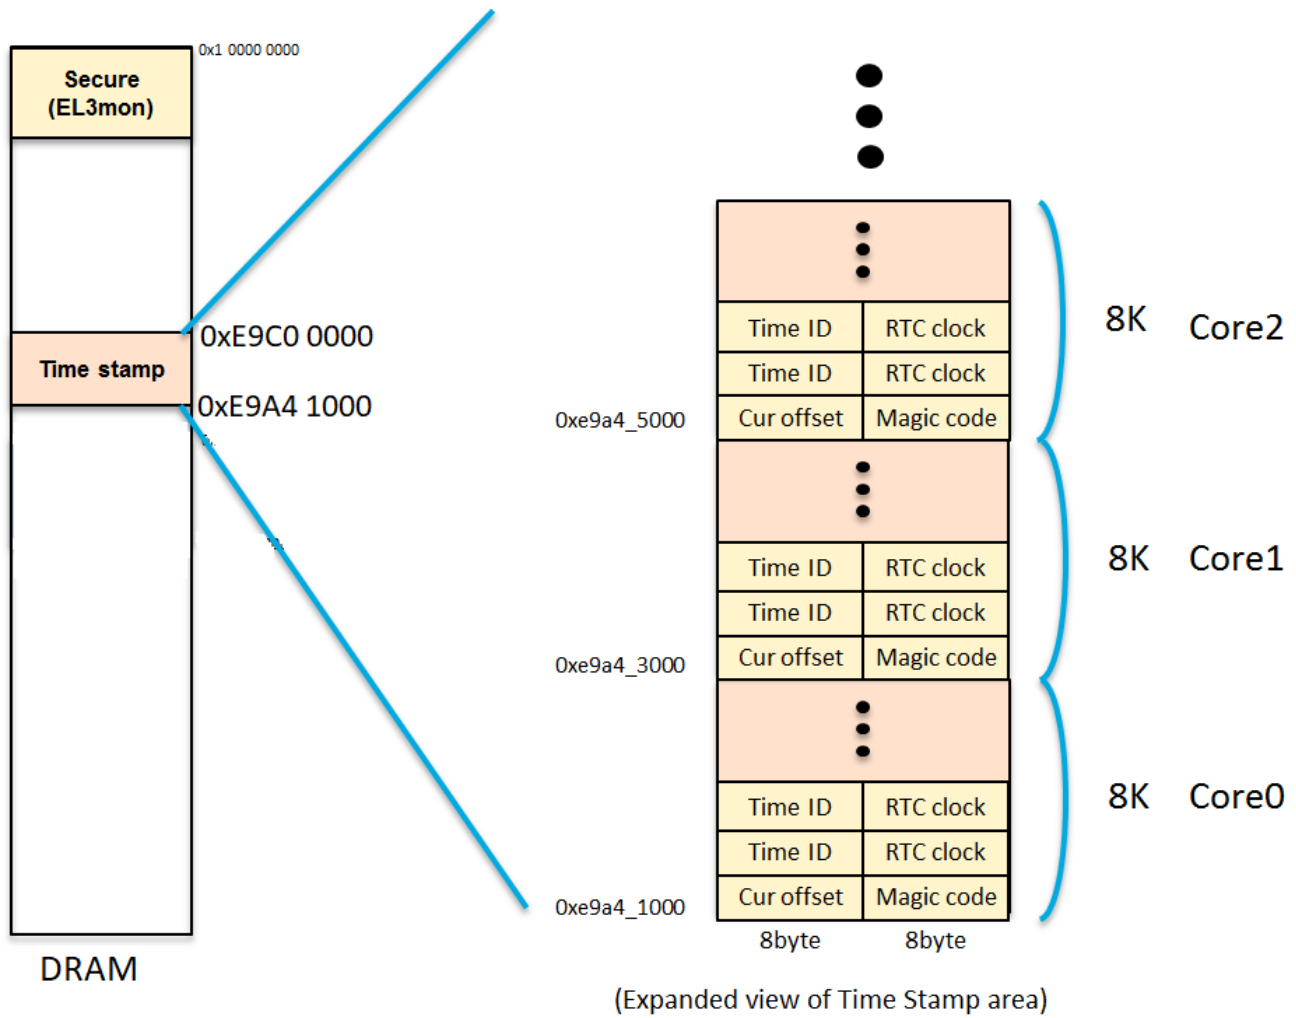 0x1 0000 0000
Secure
(EL3mon)
0xE9C0 0000
Time stamp
0xE9A4 1000
DRAM
Time ID RTC clock
Time ID RTC clock
0xe9a4_5000 Cur offset Magic code
8K Core2
Time ID RTC clock
Time ID RTC clock
0xe9a4_3000 Cur offset Magic code
8K Core1
Time ID RTC clock
Time ID RTC clock
0xe9a4_1000 Cur offset Magic code
8K Core0
8byte 8byte
(Expanded view of Time Stamp area)